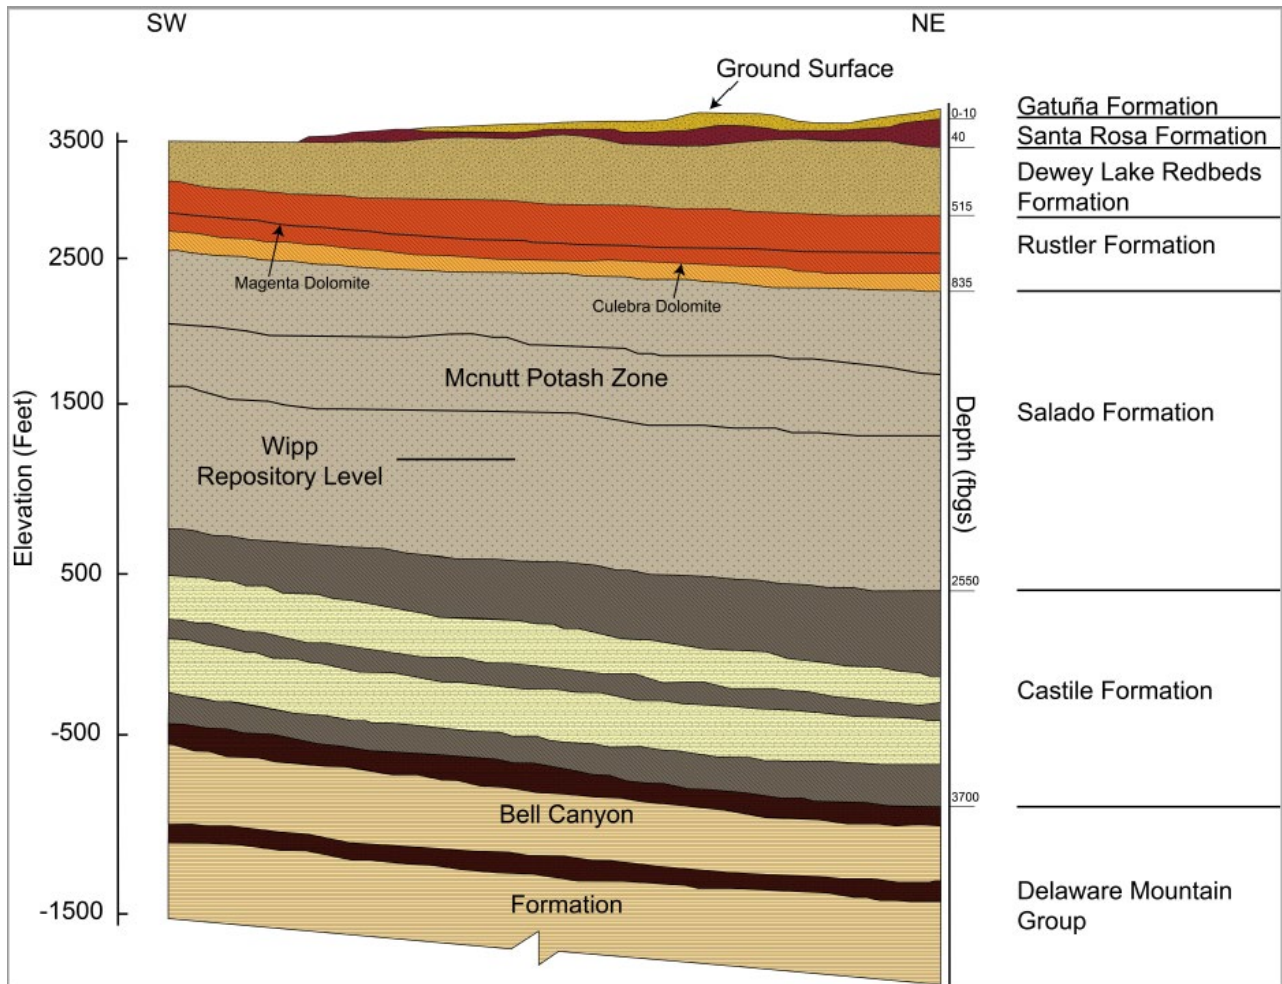 SW
NE
Ground Surface
Elevation (Feet)
3500
2500
1500
500
-500
-1500
Magenta Dolomite
Culebra Dolomite
Mcnutt Potash Zone
Wipp
Repository Level
Bell Canyon
Formation
Depth (fbgs)
0-10
40
515
835
2550
3700
Gatuña Formation
Santa Rosa Formation
Dewey Lake Redbeds
Formation
Rustler Formation
Salado Formation
Castile Formation
Delaware Mountain
Group